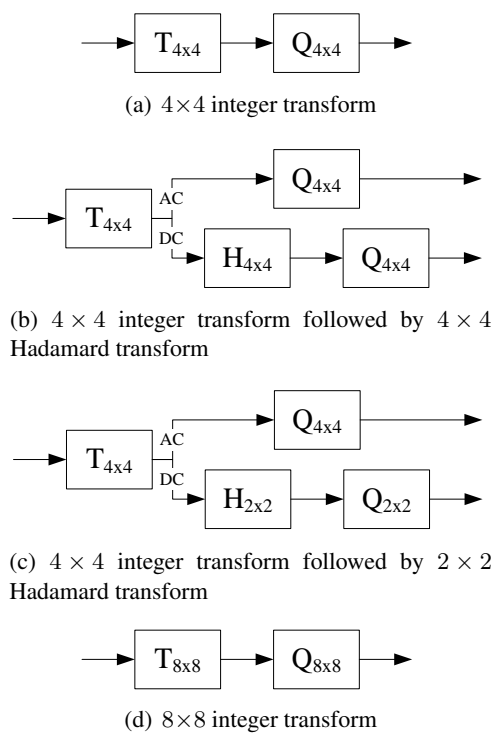 T4x4 Q4x4
(a) 4×4 integer transform
Q4x4
AC
T4x4
DC
H4x4 Q4x4
(b) 4 × 4 integer transform followed by 4 × 4
Hadamard transform
Q4x4
AC
T4x4
DC
H2x2 Q2x2
(c) 4 × 4 integer transform followed by 2 × 2
Hadamard transform
T8x8 Q8x8
(d) 8×8 integer transform